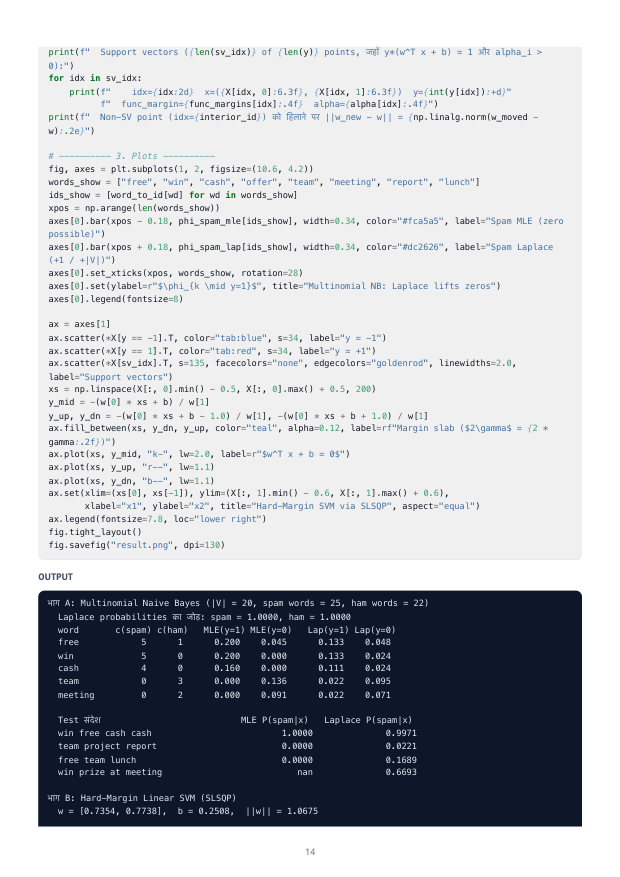 print(f"  Support vectors ({len(sv_idx)} of {len(y)} points, जहाँ y*(w^T x + b) = 1 और alpha_i >
0):")
for idx in sv_idx:
    print(f"    idx={idx:2d}  x=({X[idx, 0]:6.3f}, {X[idx, 1]:6.3f})  y={int(y[idx]):+d}"
          f"  func_margin={func_margins[idx]:.4f}  alpha={alpha[idx]:.4f}")
print(f"  Non-SV point (idx={interior_id}) को हिलाने पर ||w_new - w|| = {np.linalg.norm(w_moved -
w):.2e}")
# ---------- 3. Plots ----------
fig, axes = plt.subplots(1, 2, figsize=(10.6, 4.2))
words_show = ["free", "win", "cash", "offer", "team", "meeting", "report", "lunch"]
ids_show = [word_to_id[wd] for wd in words_show]
xpos = np.arange(len(words_show))
axes[0].bar(xpos - 0.18, phi_spam_mle[ids_show], width=0.34, color="#fca5a5", label="Spam MLE (zero
possible)")
axes[0].bar(xpos + 0.18, phi_spam_lap[ids_show], width=0.34, color="#dc2626", label="Spam Laplace
(+1 / +|V|)")
axes[0].set_xticks(xpos, words_show, rotation=28)
axes[0].set(ylabel=r"$\phi_{k \mid y=1}$", title="Multinomial NB: Laplace lifts zeros")
axes[0].legend(fontsize=8)
ax = axes[1]
ax.scatter(*X[y == -1].T, color="tab:blue", s=34, label="y = -1")
ax.scatter(*X[y == 1].T, color="tab:red", s=34, label="y = +1")
ax.scatter(*X[sv_idx].T, s=135, facecolors="none", edgecolors="goldenrod", linewidths=2.0,
label="Support vectors")
xs = np.linspace(X[:, 0].min() - 0.5, X[:, 0].max() + 0.5, 200)
y_mid = -(w[0] * xs + b) / w[1]
y_up, y_dn = -(w[0] * xs + b - 1.0) / w[1], -(w[0] * xs + b + 1.0) / w[1]
ax.fill_between(xs, y_dn, y_up, color="teal", alpha=0.12, label=rf"Margin slab ($2\gamma$ = {2 *
gamma:.2f})")
ax.plot(xs, y_mid, "k-", lw=2.0, label=r"$w^T x + b = 0$")
ax.plot(xs, y_up, "r--", lw=1.1)
ax.plot(xs, y_dn, "b--", lw=1.1)
ax.set(xlim=(xs[0], xs[-1]), ylim=(X[:, 1].min() - 0.6, X[:, 1].max() + 0.6),
       xlabel="x1", ylabel="x2", title="Hard-Margin SVM via SLSQP", aspect="equal")
ax.legend(fontsize=7.8, loc="lower right")
fig.tight_layout()
fig.savefig("result.png", dpi=130)
OUTPUT
भाग A: Multinomial Naive Bayes (|V| = 20, spam words = 25, ham words = 22)
  Laplace probabilities का जोड़: spam = 1.0000, ham = 1.0000
  word       c(spam) c(ham)   MLE(y=1) MLE(y=0)   Lap(y=1) Lap(y=0)
  free            5      1      0.200    0.045      0.133    0.048
  win             5      0      0.200    0.000      0.133    0.024
  cash            4      0      0.160    0.000      0.111    0.024
  team            0      3      0.000    0.136      0.022    0.095
  meeting         0      2      0.000    0.091      0.022    0.071
  Test संदेश                  MLE P(spam|x)   Laplace P(spam|x)
  win free cash cash                 1.0000              0.9971
  team project report                0.0000              0.0221
  free team lunch                    0.0000              0.1689
  win prize at meeting                  nan              0.6693
भाग B: Hard-Margin Linear SVM (SLSQP)
  w = [0.7354, 0.7738],  b = 0.2508,  ||w|| = 1.0675
14